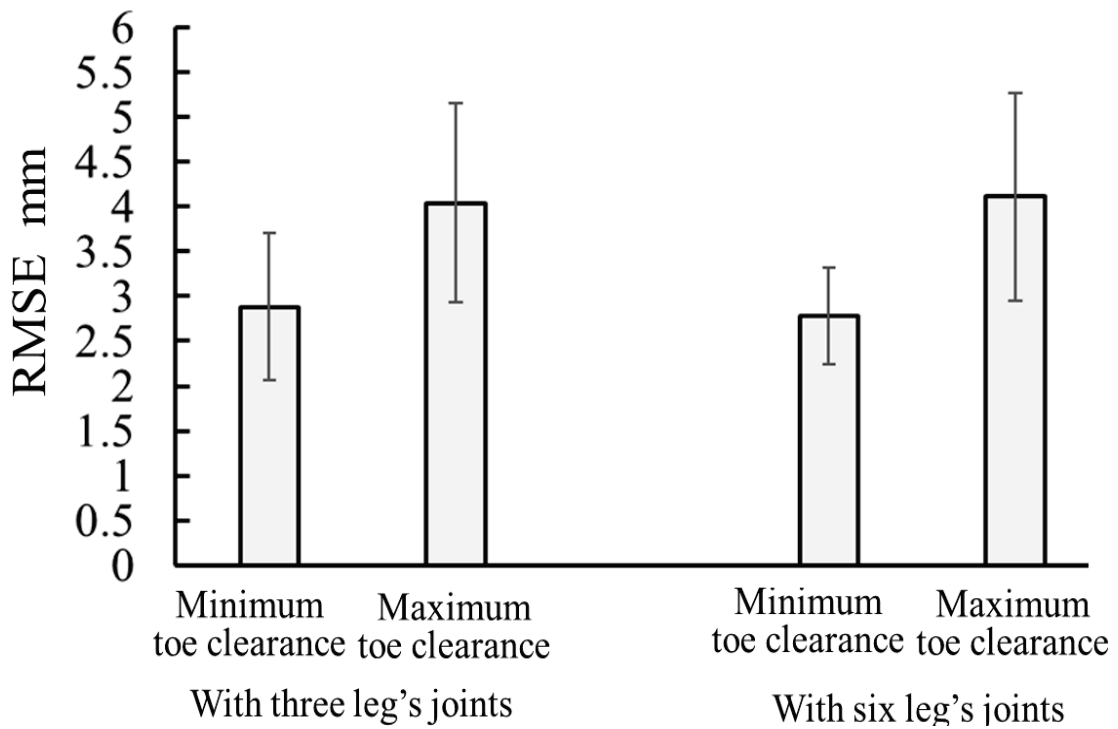 RMSE mm
6
5.5
5
4.5
4
3.5
3
2.5
2
1.5
1
0.5
0
Minimum
toe clearance
Maximum
toe clearance
Minimum
toe clearance
Maximum
toe clearance
With three leg's joints
With six leg's joints